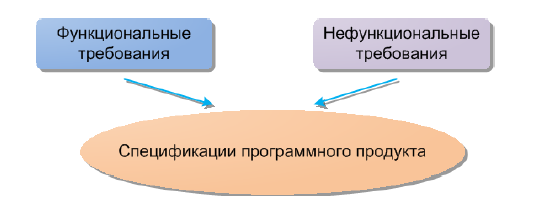 Функциональные
требования
Нефункциональные
требования
Спецификации программного продукта